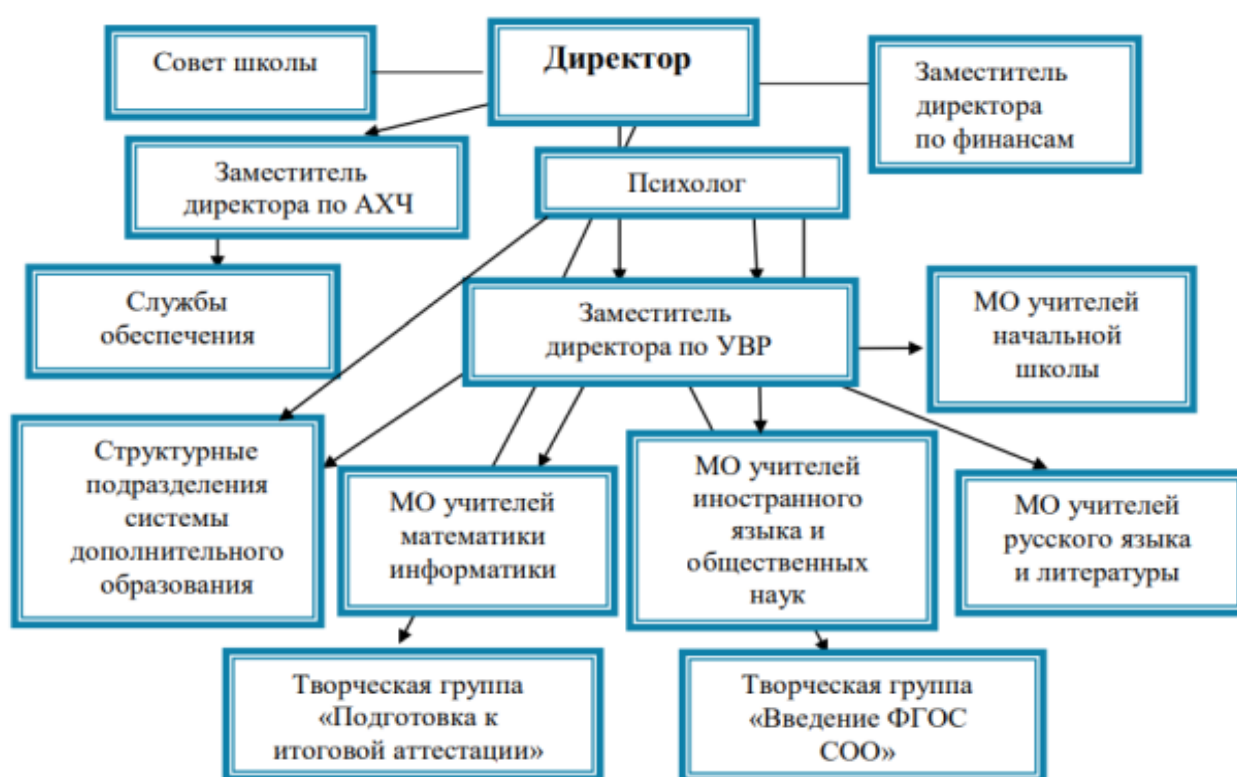 Совет школы
Директор
Заместитель
директора
по финансам
Заместитель
директора по АХЧ
Психолог
Службы
обеспечения
Заместитель
директора по УВР
МО учителей
начальной
школы
Структурные
подразделения
системы
дополнительного
образования
МО учителей
математики
информатики
МО учителей
иностранного
языка и
общественных
наук
МО учителей
русского языка
и литературы
Творческая группа
«Подготовка к
итоговой аттестации»
Творческая группа
«Введение ФГОС
СОО»